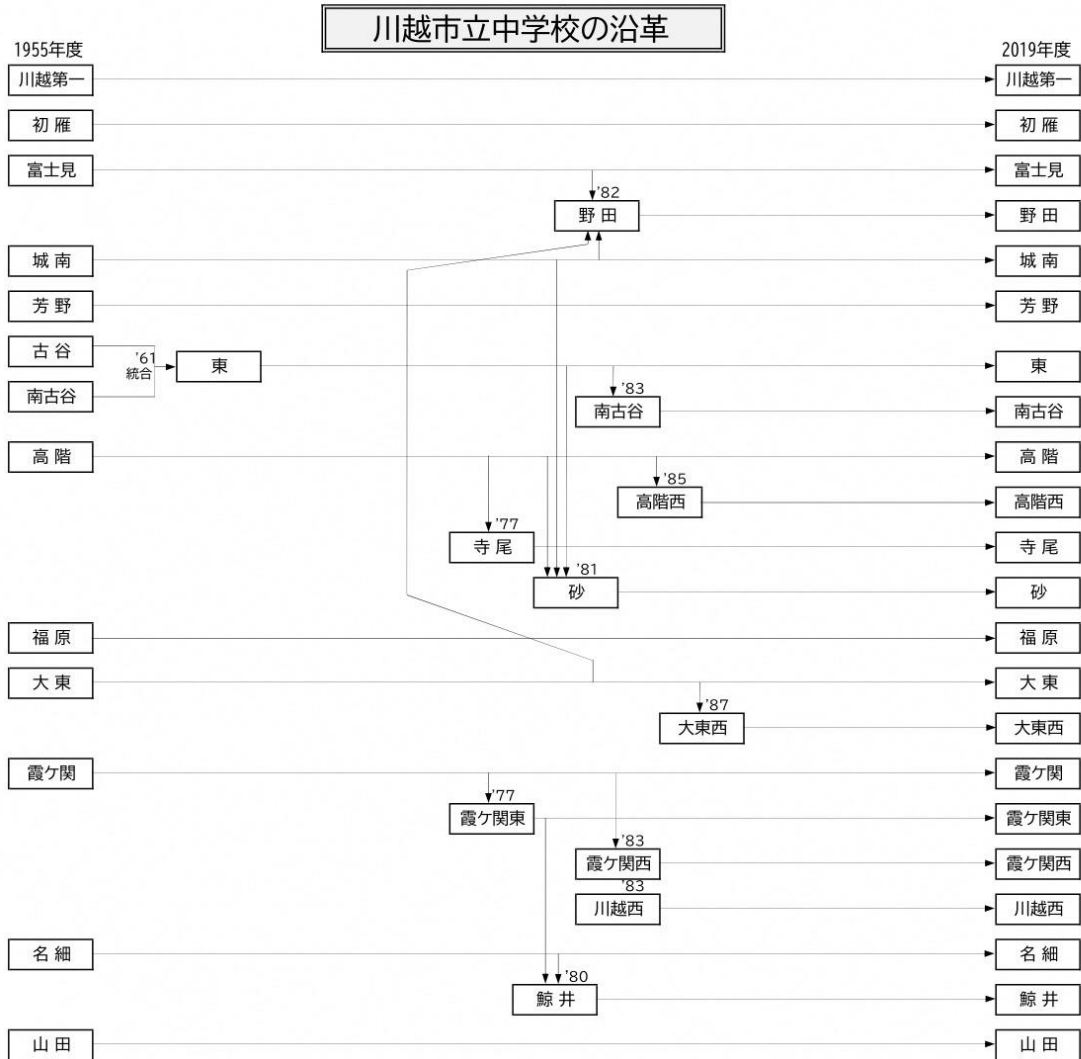 川越市立中学校の沿革
1955年度
2019年度
川越第一
川越第一
初雁
初雁
富士見
富士見
'82
野田
野田
城南
城南
芳野
芳野
古谷
'61
統合
東
東
南古谷
'83
南古谷
南古谷
高階
高階
'85
高階西
高階西
'77
寺尾
寺尾
'81
砂
砂
福原
福原
大東
大東
'87
大東西
大東西
霞ケ関
霞ケ関
'77
霞ケ関東
霞ケ関東
'83
霞ケ関西
霞ケ関西
'83
川越西
川越西
名細
名細
'80
鯨井
鯨井
山田
山田